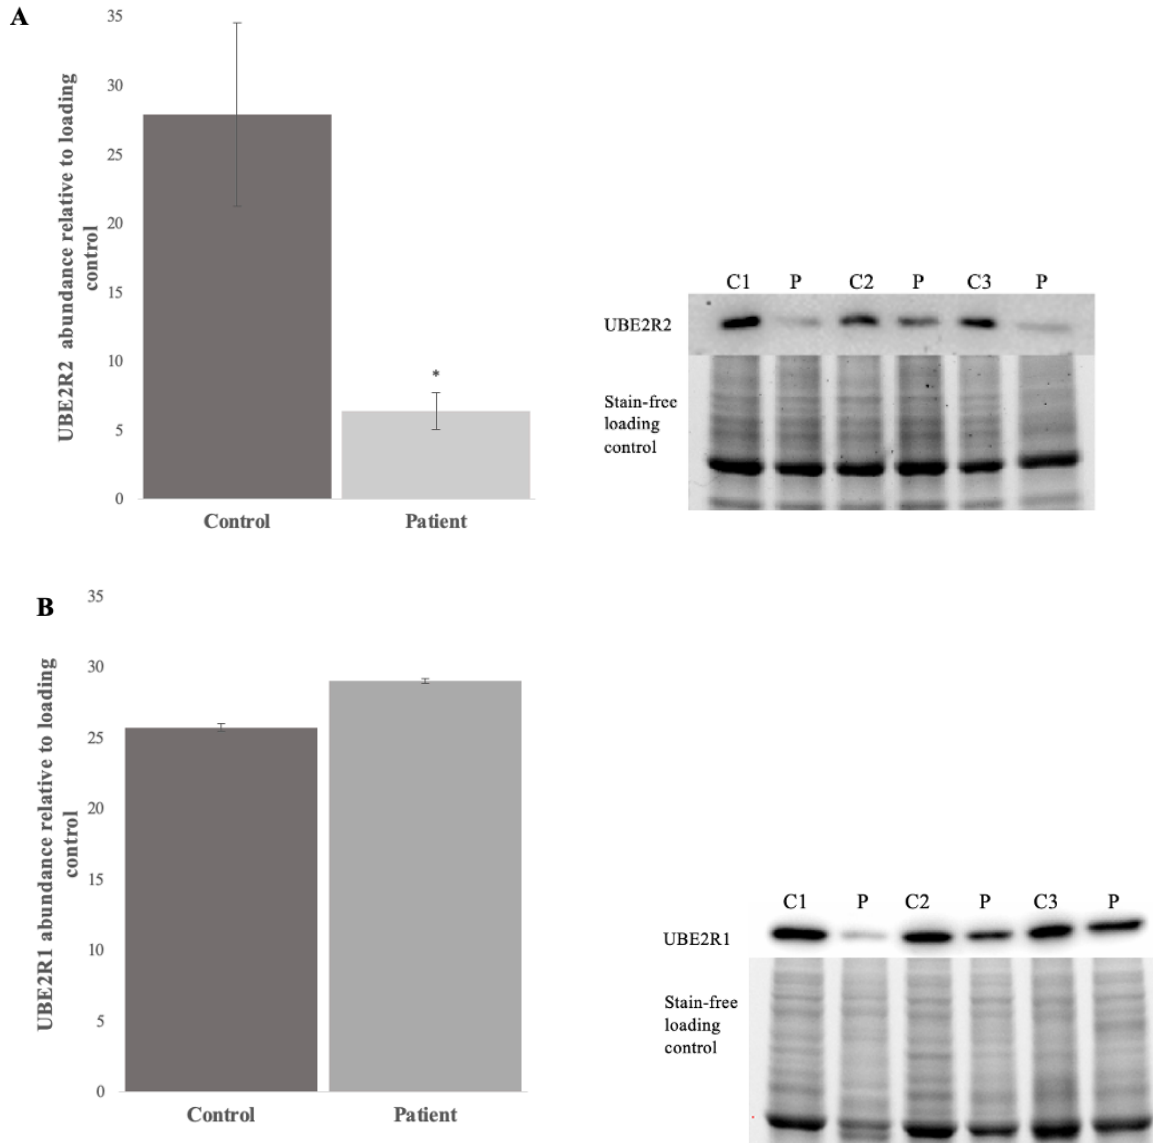 A
UBE2R2 abundance relative to loading
control
35
30
25
20
15
10
5
0
*
Control
Patient
C1 P C2 P C3 P
UBE2R2
Stain-free
loading
control
B
UBE2R1 abundance relative to loading
control
35
30
25
20
15
10
5
0
Control
Patient
C1 P C2 P C3 P
UBE2R1
Stain-free
loading
control